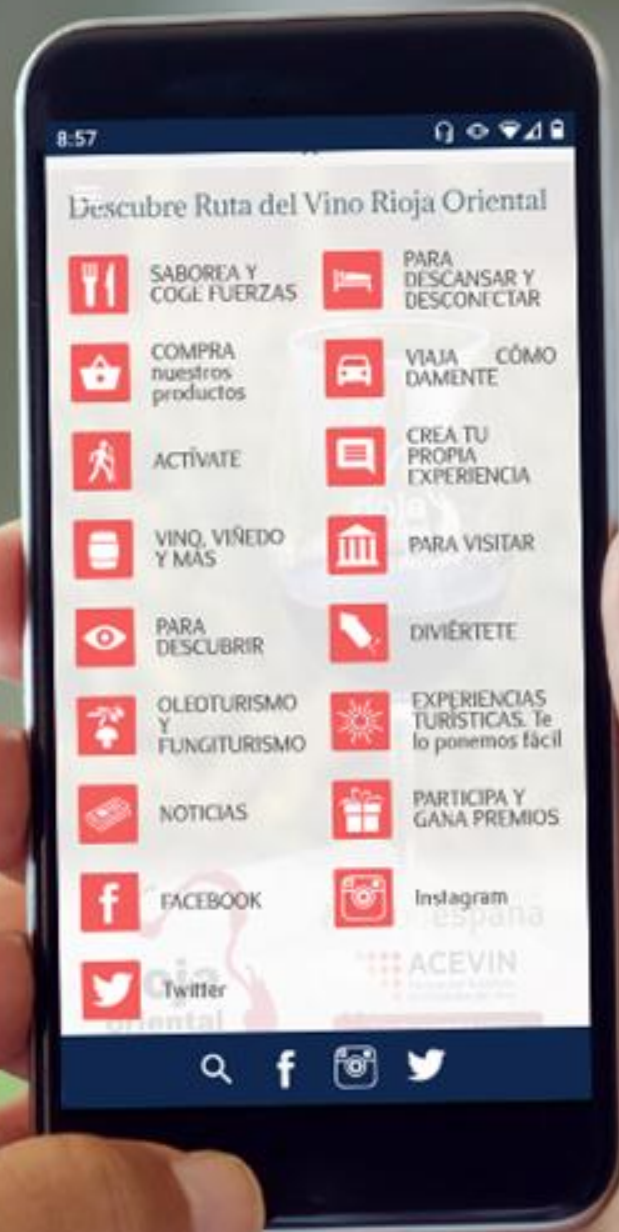 8:57
Descubre Ruta del Vino Rioja Oriental
SABOREA Y
COGE FUERZAS
PARA
DESCANSAR Y
DESCONECTAR
COMPRA
nuestros
productos
VIAJA CÓMO
DAMENTE
ACTÍVATE
CREA TU
PROPIA
EXPERIENCIA
VINO, VIÑEDO
Y MÁS
PARA VISITAR
PARA
DESCUBRIR
DIVIÉRTETE
OLEOTURISMO
Y
FUNGITURISMO
EXPERIENCIAS
TURÍSTICAS. Te
lo ponemos fácil
NOTICIAS
PARTICIPA Y
GANA PREMIOS
FACEBOOK
Instagram
españa
ACEVIN
Twitter
rioja
oriental